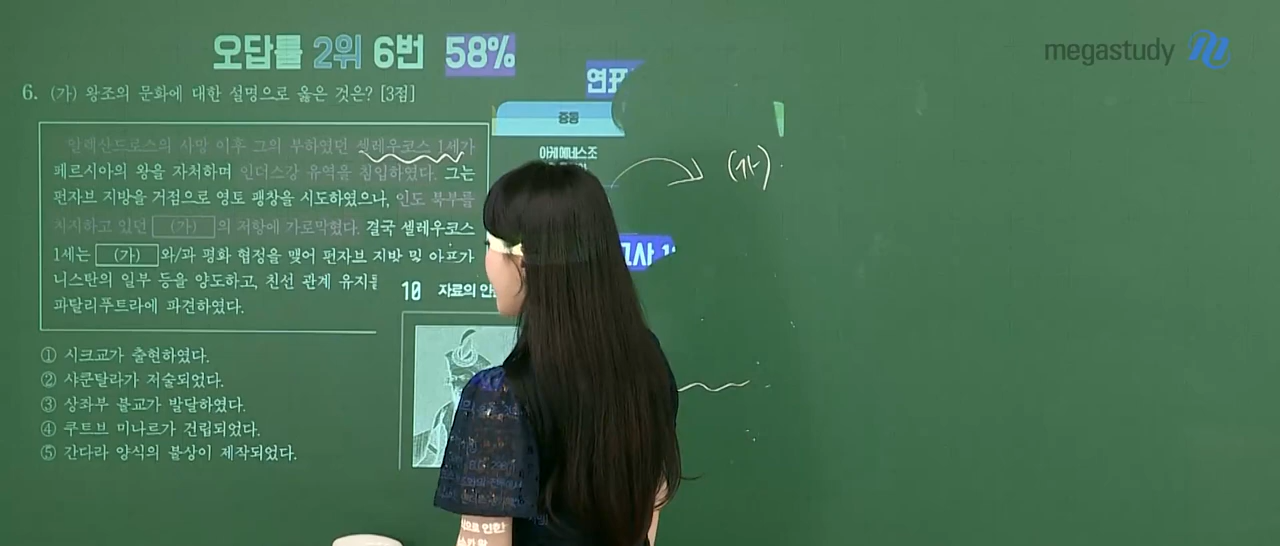 오답률 2위 6번 58%
megastudy
연표
6. (가) 왕조의 문화에 대한 설명으로 옳은 것은? [3점]
중동
알렉산드로스의 사망 이후 그의 부하였던 셀레우코스 1세가
페르시아의 왕을 자처하며 인더스강 유역을 침입하였다. 그는
펀자브 지방을 거점으로 영토 팽창을 시도하였으나, 인도 북부를
차지하고 있던 (가) 의 저항에 가로막혔다. 결국 셀레우코스
1세는 (가) 와/과 평화 협정을 맺어 펀자브 지방 및 아프가
니스탄의 일부 등을 양도하고, 친선 관계 유지를
파탈리푸트라에 파견하였다.
아케메네스조
(가)
10 자료의
① 시크교가 출현하였다.
② 샤쿤탈라가 저술되었다.
③ 상좌부 불교가 발달하였다.
④ 쿠트브 미나르가 건립되었다.
⑤ 간다라 양식의 불상이 제작되었다.